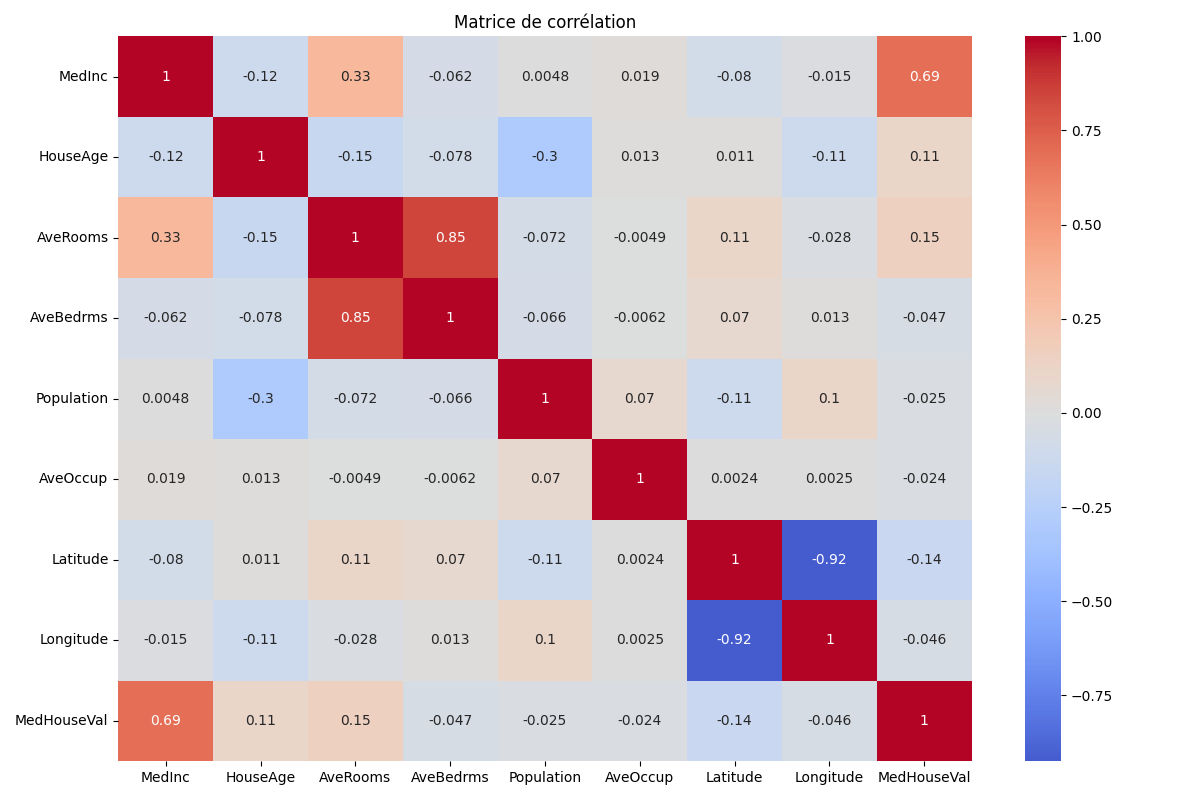 Matrice de corrélation
MedInc 1 -0.12 0.33 -0.062 0.0048 0.019 -0.08 -0.015 0.69
HouseAge -0.12 1 -0.15 -0.078 -0.3 0.013 0.011 -0.11 0.11
AveRooms 0.33 -0.15 1 0.85 -0.072 -0.0049 0.11 -0.028 0.15
AveBedrms -0.062 -0.078 0.85 1 -0.066 -0.0062 0.07 0.013 -0.047
Population 0.0048 -0.3 -0.072 -0.066 1 0.07 -0.11 0.1 -0.025
AveOccup 0.019 0.013 -0.0049 -0.0062 0.07 1 0.0024 0.0025 -0.024
Latitude -0.08 0.011 0.11 0.07 -0.11 0.0024 1 -0.92 -0.14
Longitude -0.015 -0.11 -0.028 0.013 0.1 0.0025 -0.92 1 -0.046
MedHouseVal 0.69 0.11 0.15 -0.047 -0.025 -0.024 -0.14 -0.046 1
MedInc HouseAge AveRooms AveBedrms Population AveOccup Latitude Longitude MedHouseVal
1.00
0.75
0.50
0.25
0.00
−0.25
−0.50
−0.75